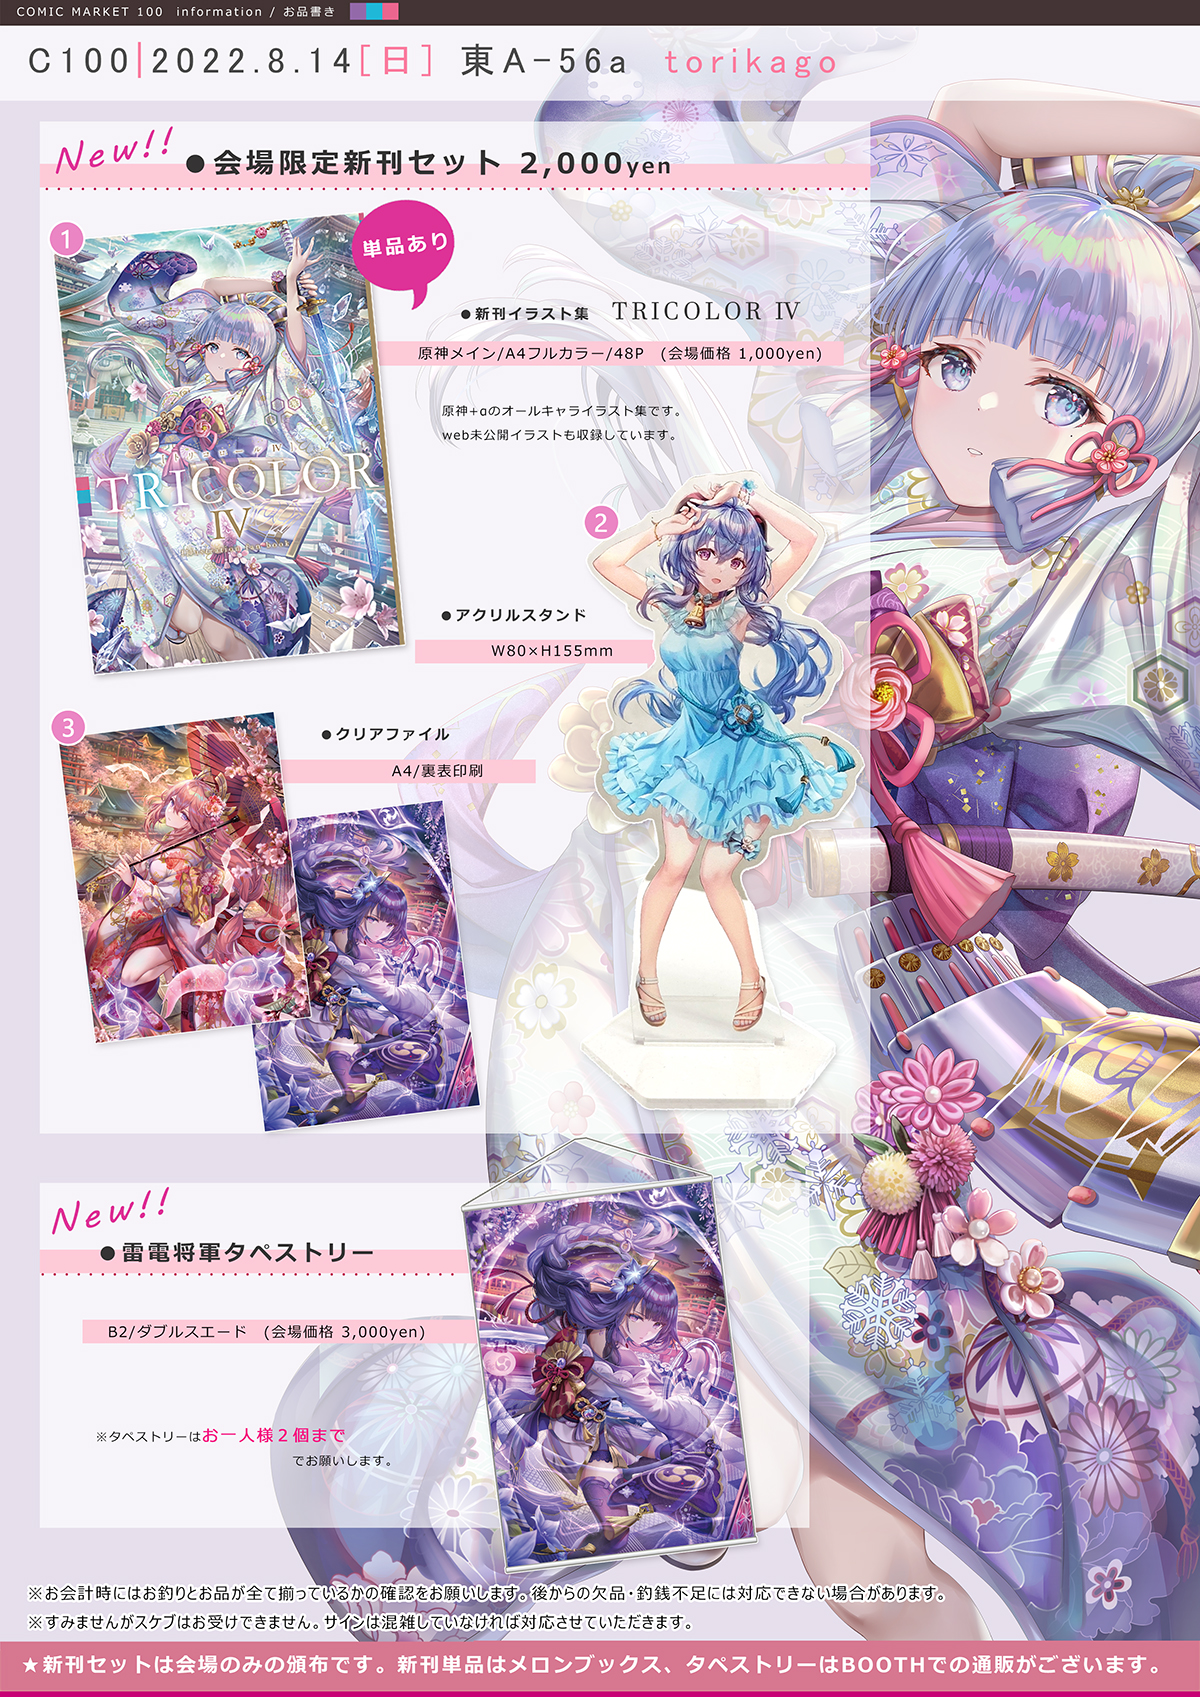 COMIC MARKET 100 information / お品書き
C100|2022.8.14[日] 東A-56a torikago
New!!
●会場限定新刊セット 2,000yen
1
単品あり
●新刊イラスト集 TRICOLOR Ⅳ
原神メイン/A4フルカラー/48P (会場価格 1,000yen)
原神+αのオールキャライラスト集です。
web未公開イラストも収録しています。
トリコロール Ⅳ
TRICOLOR
Ⅳ
2
●アクリルスタンド
W80×H155mm
3
●クリアファイル
A4/裏表印刷
New!!
●雷電将軍タペストリー
B2/ダブルスエード (会場価格 3,000yen)
※タペストリーはお一人様２個まで
でお願いします。
※お会計時にはお釣りとお品が全て揃っているかの確認をお願いします。後からの欠品・釣銭不足には対応できない場合があります。
※すみませんがスケブはお受けできません。サインは混雑していなければ対応させていただきます。
★新刊セットは会場のみの頒布です。新刊単品はメロンブックス、タペストリーはBOOTHでの通販がございます。